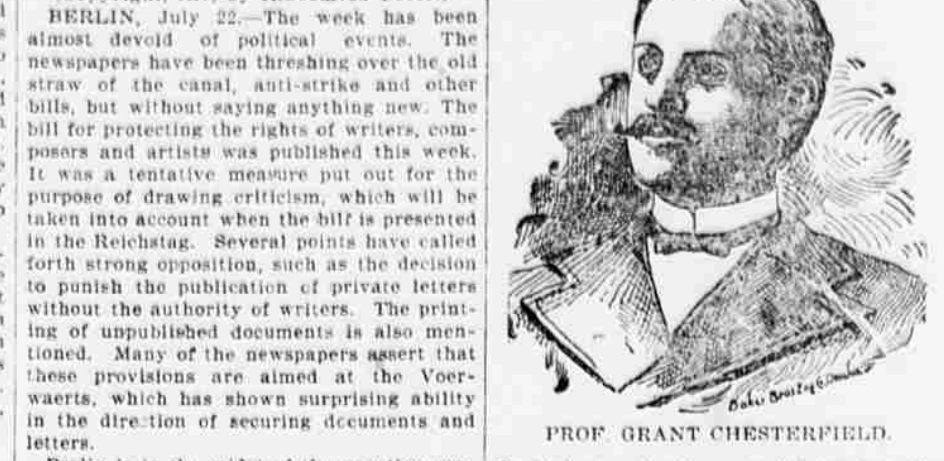 BERLIN, July 22.—The week has been
almost devoid of political events. The
newspapers have been threshing over the old
straw of the canal, anti-strike and other
bills, but without saying anything new. The
bill for protecting the rights of writers, com-
posers and artists was published this week.
It was a tentative measure put out for the
purpose of drawing criticism, which will be
taken into account when the bill is presented
in the Reichstag. Several points have called
forth strong opposition, such as the decision
to punish the publication of private letters
without the authority of writers. The print-
ing of unpublished documents is also men-
tioned. Many of the newspapers assert that
these provisions are aimed at the Voer-
waerts, which has shown surprising ability
in the direction of securing documents and
letters.
PROF. GRANT CHESTERFIELD.